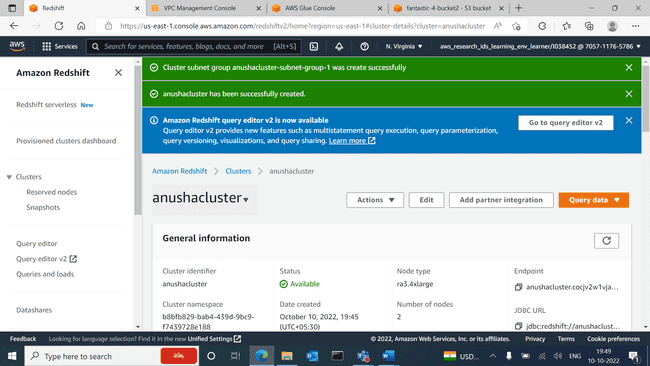 Redshift
VPC Management Console
AWS Glue Console
fantastic-4-bucket2 - S3 bucket
https://us-east-1.console.aws.amazon.com/redshiftv2/home?region=us-east-1#cluster-details?cluster=anushacluster
aws
Services
Search for services, features, blogs, docs, and more
[Alt+S]
N. Virginia
aws_research_ids_learning_env_learner/I038452 @ 7057-1176-5786
Amazon Redshift
Redshift serverless New
Provisioned clusters dashboard
Clusters
Reserved nodes
Snapshots
Query editor
Query editor v2
Queries and loads
Datashares
Cluster subnet group anushacluster-subnet-group-1 was create successfully
anushacluster has been successfully created.
Amazon Redshift query editor v2 is now available
Query editor v2 provides new features such as multistatement query execution, query parameterization,
query versioning, visualizations, and query sharing. Learn more
Go to query editor v2
Amazon Redshift
Clusters
anushacluster
anushacluster
Actions
Edit
Add partner integration
Query data
General information
Cluster identifier
anushacluster
Cluster namespace
b8bfb829-bab4-439d-9bc9-
f7439728e188
Status
Available
Date created
October 10, 2022, 19:45
(UTC+05:30)
Node type
ra3.4xlarge
Number of nodes
2
Endpoint
anushacluster.cocjv2w1vja...
JDBC URL
jdbc:redshift://anushaclust...
Feedback
Looking for language selection? Find it in the new Unified Settings
© 2022, Amazon Web Services, Inc. or its affiliates.
Privacy
Terms
Cookie preferences
Type here to search
USD...
ENG
19:49
10-10-2022